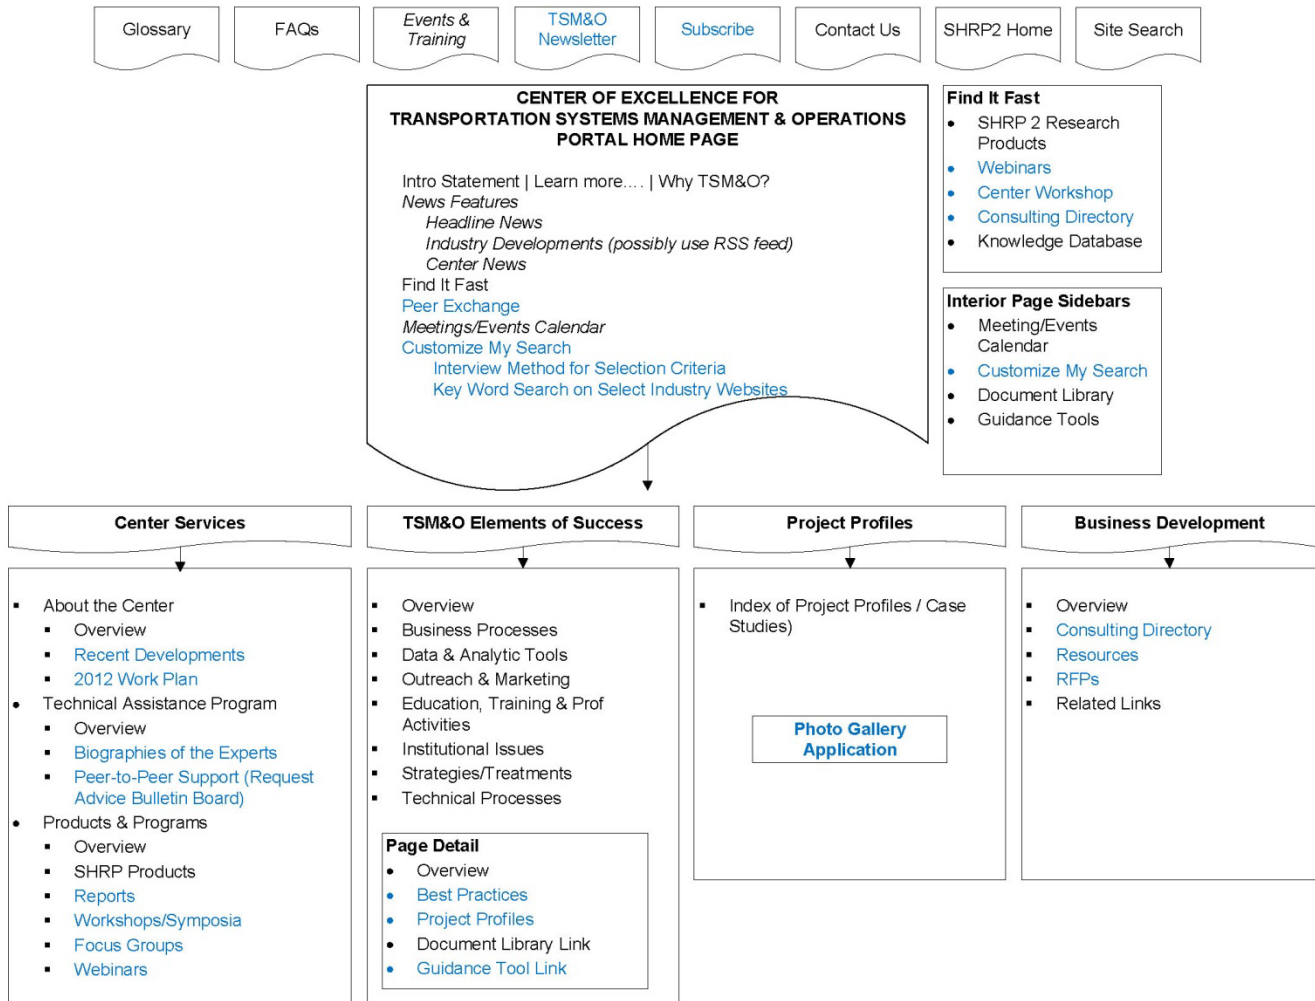 Glossary
FAQs
Events &
Training
TSM&O
Newsletter
Subscribe
Contact Us
SHRP2 Home
Site Search
CENTER OF EXCELLENCE FOR
TRANSPORTATION SYSTEMS MANAGEMENT & OPERATIONS
PORTAL HOME PAGE
Intro Statement | Learn more.... | Why TSM&O?
News Features
Headline News
Industry Developments (possibly use RSS feed)
Center News
Find It Fast
Peer Exchange
Meetings/Events Calendar
Customize My Search
Interview Method for Selection Criteria
Key Word Search on Select Industry Websites
Find It Fast
• SHRP 2 Research
Products
• Webinars
• Center Workshop
• Consulting Directory
• Knowledge Database
Interior Page Sidebars
• Meeting/Events
Calendar
• Customize My Search
• Document Library
• Guidance Tools
Center Services
▪ About the Center
▪ Overview
▪ Recent Developments
▪ 2012 Work Plan
• Technical Assistance Program
▪ Overview
▪ Biographies of the Experts
▪ Peer-to-Peer Support (Request
Advice Bulletin Board)
• Products & Programs
▪ Overview
▪ SHRP Products
▪ Reports
▪ Workshops/Symposia
▪ Focus Groups
▪ Webinars
TSM&O Elements of Success
▪ Overview
▪ Business Processes
▪ Data & Analytic Tools
▪ Outreach & Marketing
▪ Education, Training & Prof
Activities
▪ Institutional Issues
▪ Strategies/Treatments
▪ Technical Processes
Page Detail
• Overview
• Best Practices
• Project Profiles
• Document Library Link
• Guidance Tool Link
Project Profiles
▪ Index of Project Profiles / Case
Studies)
Photo Gallery
Application
Business Development
▪ Overview
▪ Consulting Directory
▪ Resources
▪ RFPs
▪ Related Links